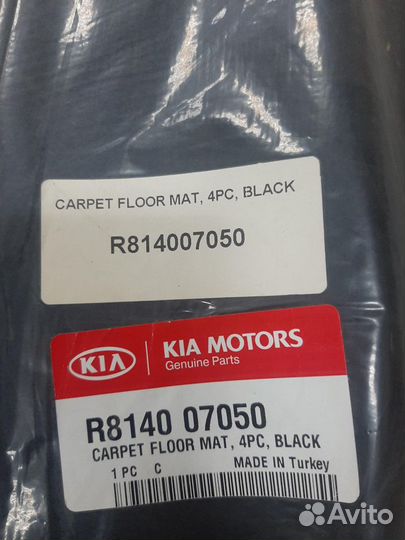 CARPET FLOOR MAT, 4PC, BLACK
R814007050
KIA
KIA MOTORS
Genuine Parts
R8140 07050
CARPET FLOOR MAT, 4PC, BLACK
1 PC C MADE IN Turkey
Avito